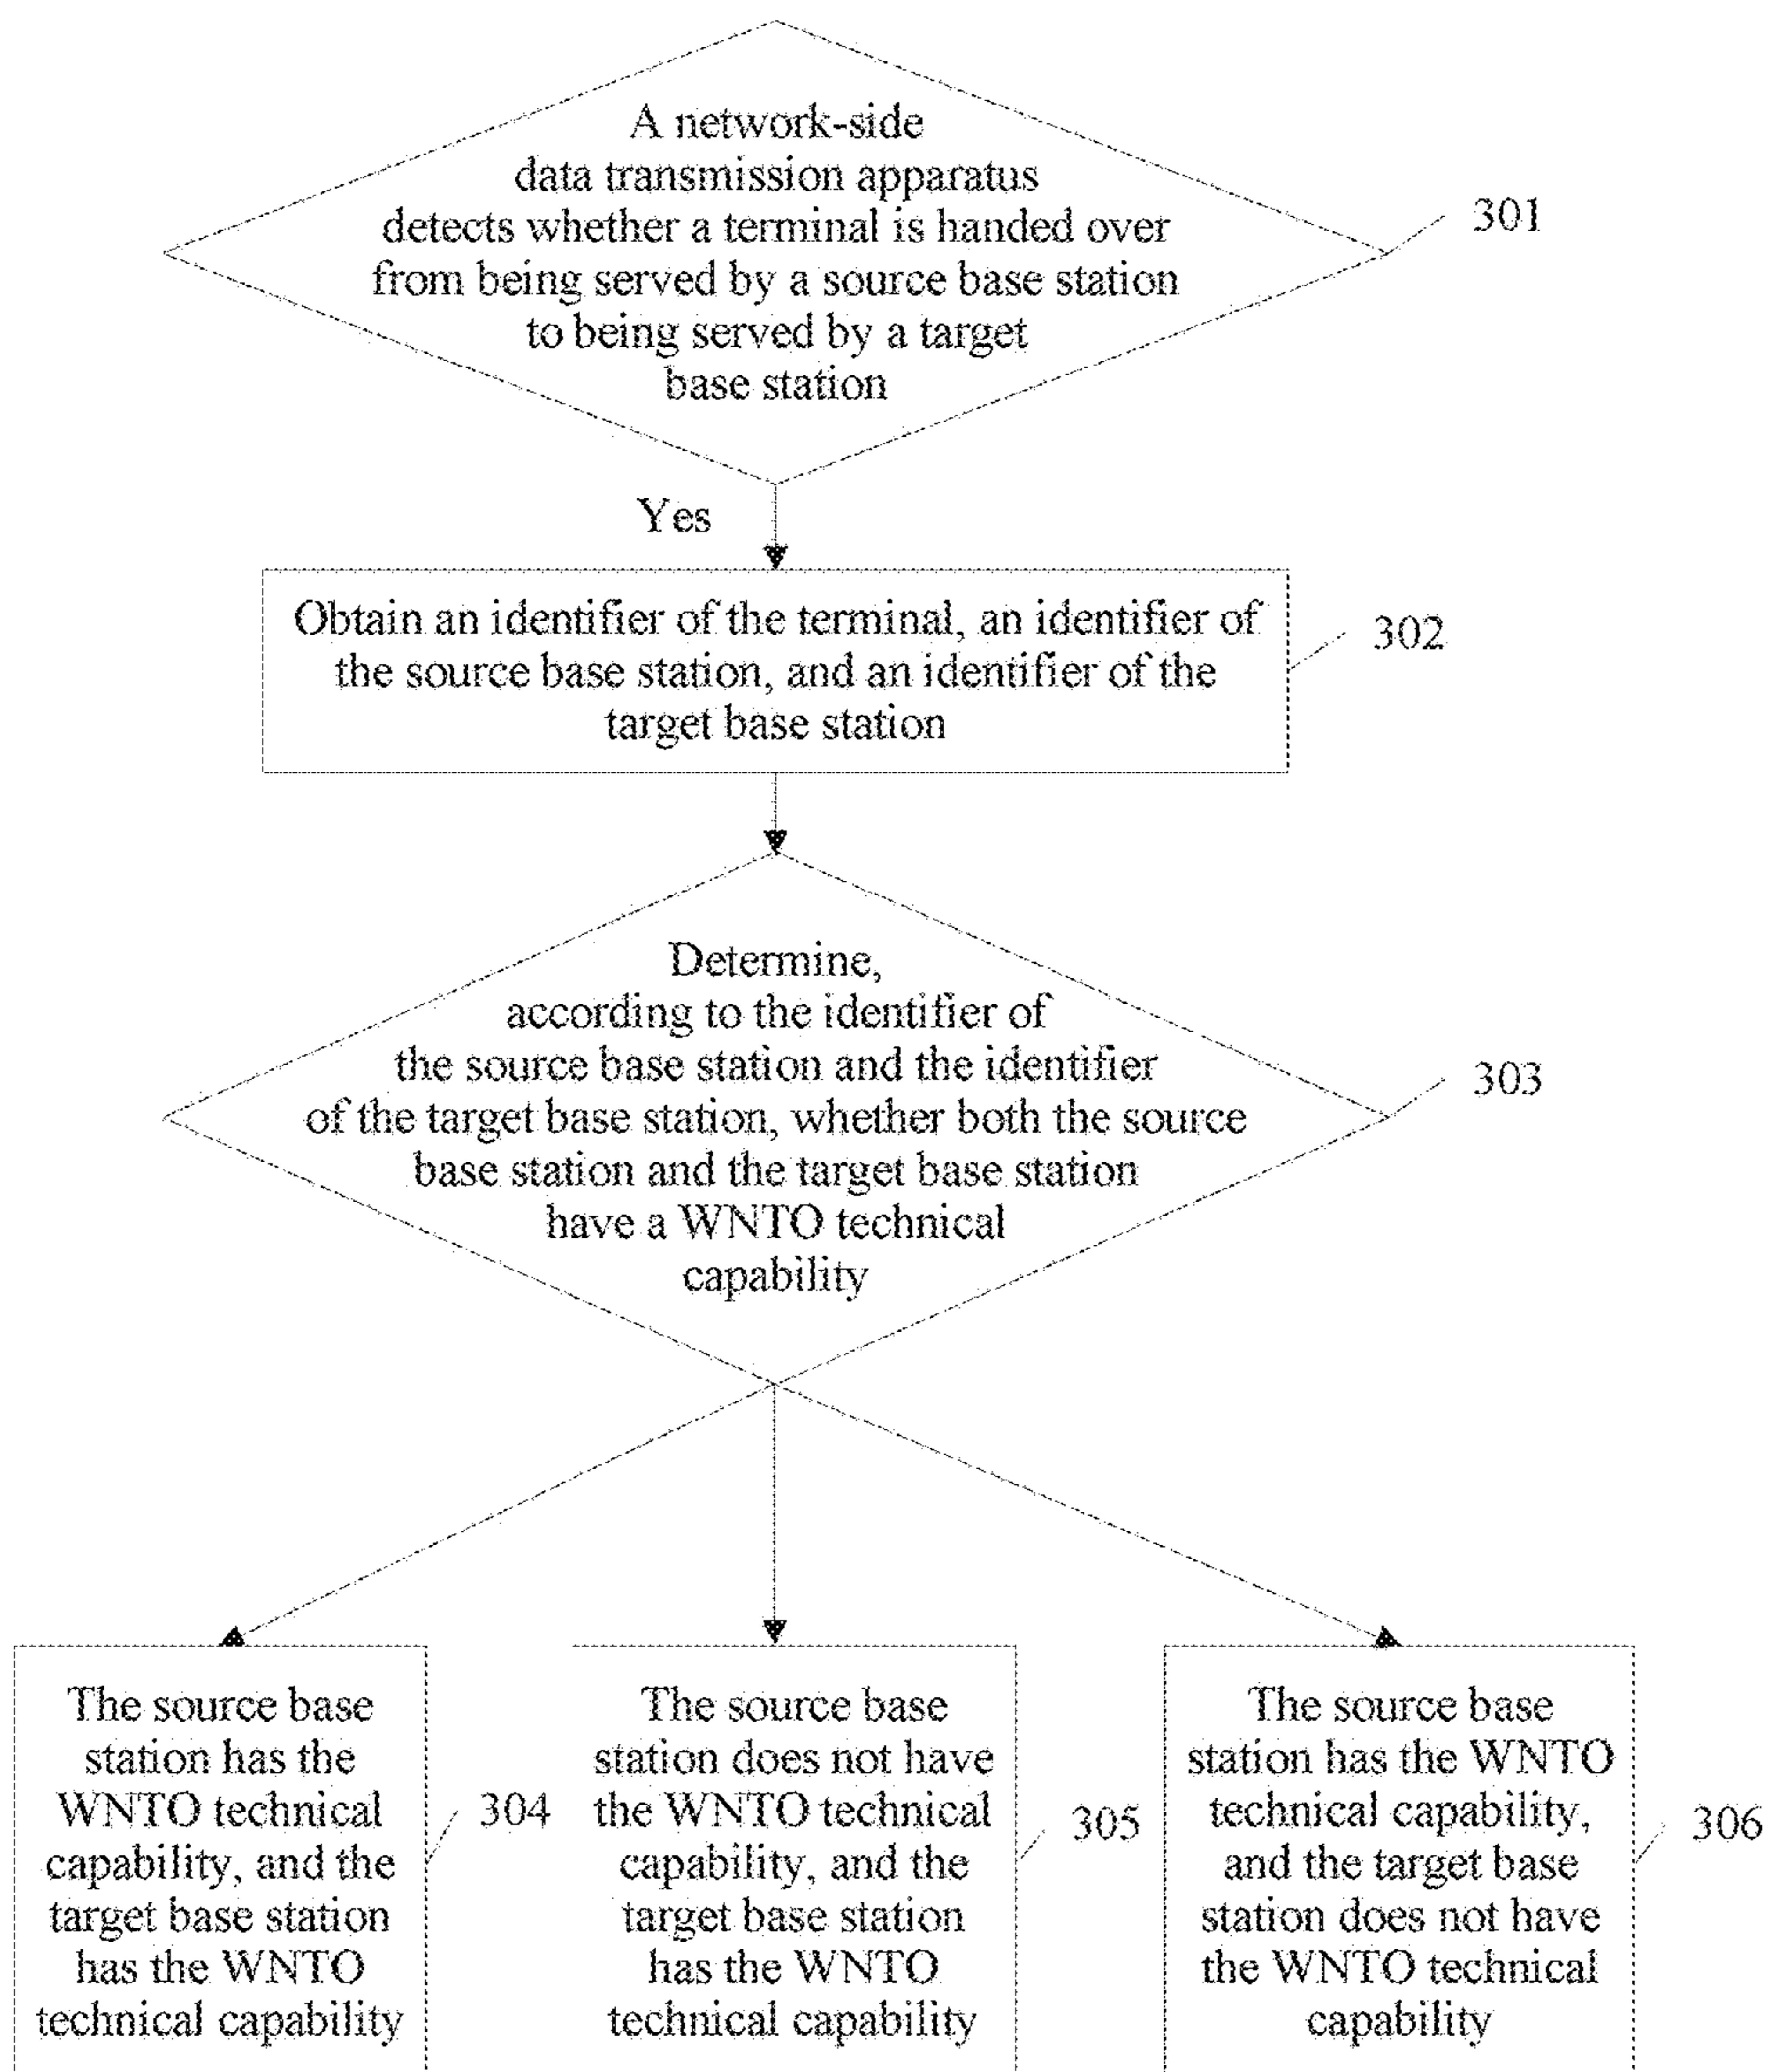 A network-side
data transmission apparatus
detects whether a terminal is handed over
from being served by a source base station
to being served by a target
base station
301
Yes
Obtain an identifier of the terminal, an identifier of
the source base station, and an identifier of the
target base station
302
Determine,
according to the identifier of
the source base station and the identifier
of the target base station, whether both the source
base station and the target base station
have a WNTO technical
capability
303
The source base
station has the
WNTO technical
capability, and the
target base station
has the WNTO
technical capability
304
The source base
station does not have
the WNTO technical
capability, and the
target base station
has the WNTO
technical capability
305
The source base
station has the WNTO
technical capability,
and the target base
station does not have
the WNTO technical
capability
306